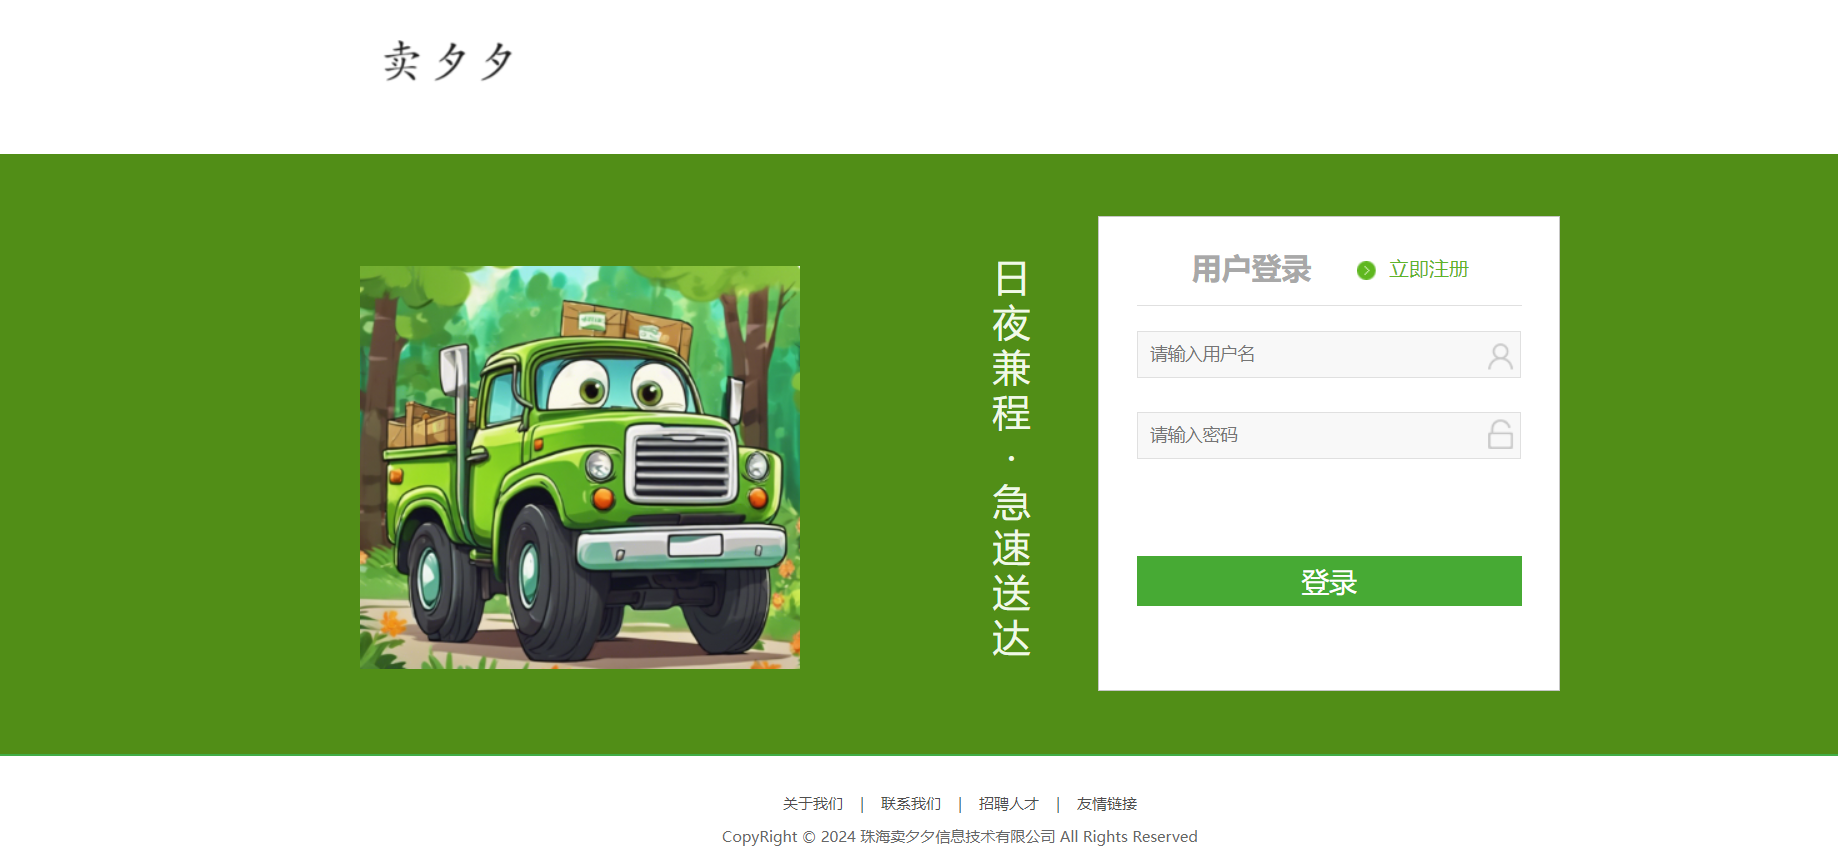 卖夕夕
日夜兼程·急速送达
用户登录 立即注册
请输入用户名
请输入密码
登录
关于我们 | 联系我们 | 招聘人才 | 友情链接
CopyRight © 2024 珠海卖夕夕信息技术有限公司 All Rights Reserved